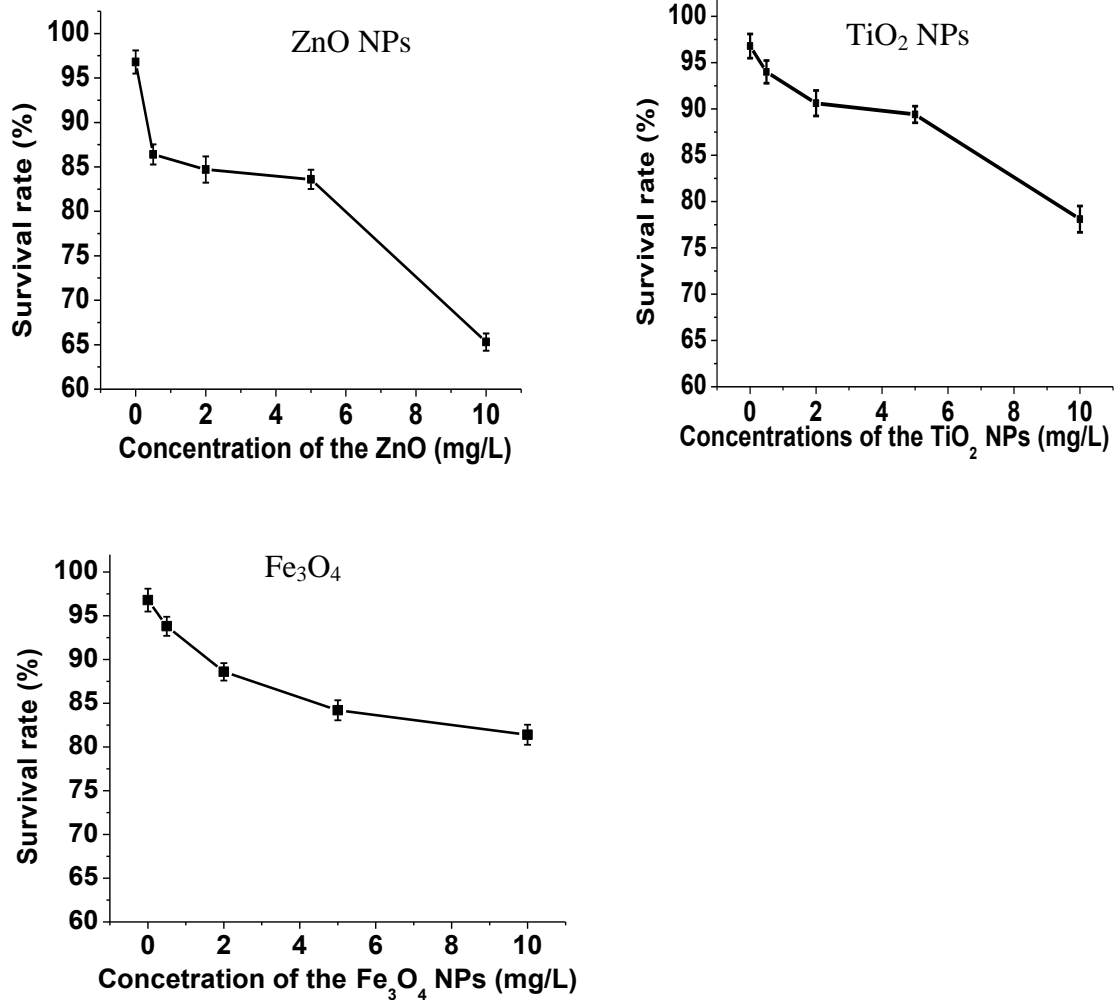 ZnO NPs
100
95
90
85
80
75
70
65
60
Survival rate (%)
0 2 4 6 8 10
Concentration of the ZnO (mg/L)
TiO₂ NPs
100
95
90
85
80
75
70
65
60
Survival rate (%)
0 2 4 6 8 10
Concentrations of the TiO₂ NPs (mg/L)
Fe₃O₄
100
95
90
85
80
75
70
65
60
Survival rate (%)
0 2 4 6 8 10
Concetration of the Fe₃O₄ NPs (mg/L)